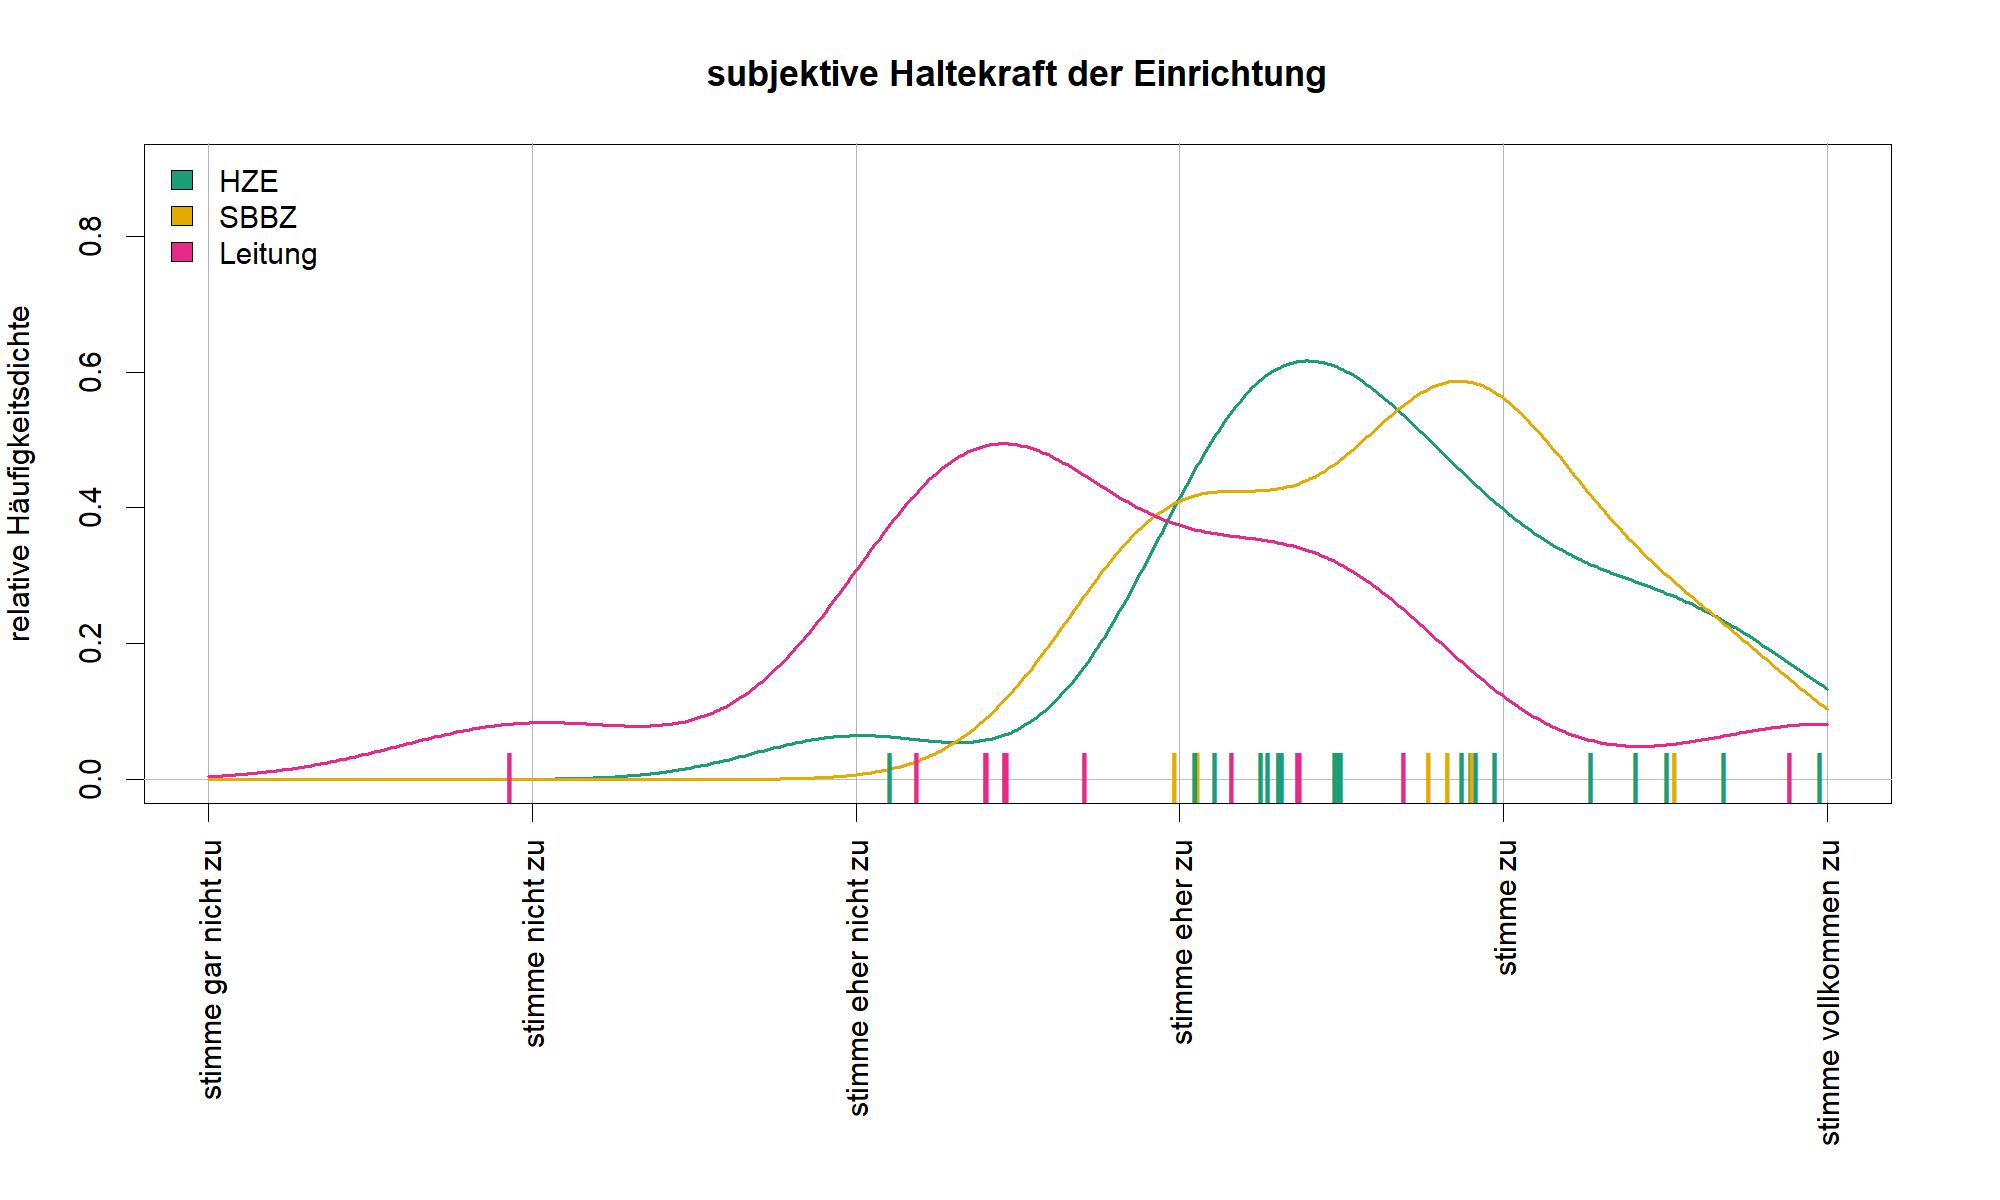 subjektive Haltekraft der Einrichtung
HZE
SBBZ
Leitung
relative Häufigkeitsdichte
0.8
0.6
0.4
0.2
0.0
stimme gar nicht zu
stimme nicht zu
stimme eher nicht zu
stimme eher zu
stimme zu
stimme vollkommen zu